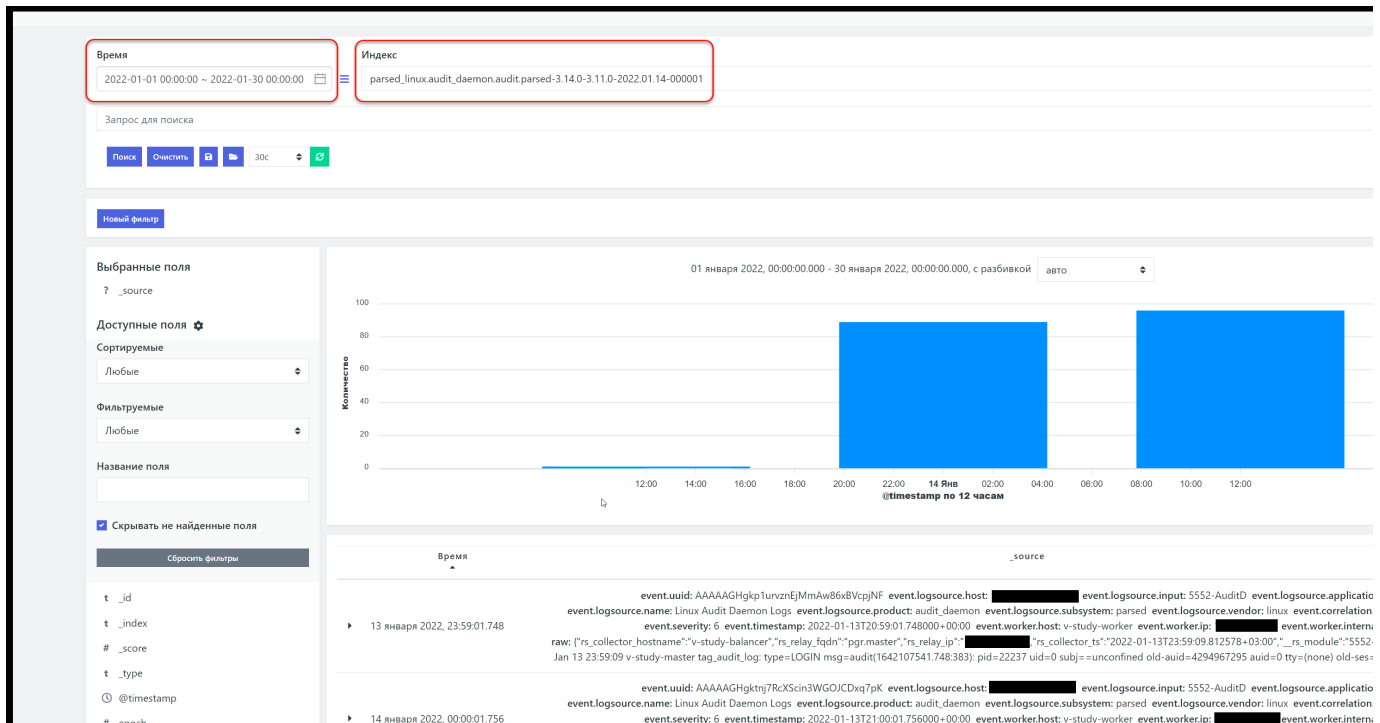 Время
Индекс
2022-01-01 00:00:00 ~ 2022-01-30 00:00:00
parsed_linux.audit_daemon.audit.parsed-3.14.0-3.11.0-2022.01.14-000001
Запрос для поиска
Поиск Очистить 30с
Новый фильтр
Выбранные поля
? _source
Доступные поля
Сортируемые
Любые
Фильтруемые
Любые
Название поля
Скрывать не найденные поля
Сбросить фильтры
t _id
t _index
# _score
t _type
@timestamp
# epoch
01 января 2022, 00:00:00.000 - 30 января 2022, 00:00:00.000, с разбивкой авто
Количество
100
80
60
40
20
0
12:00 14:00 16:00 18:00 20:00 22:00 14 Янв 02:00 04:00 06:00 08:00 10:00 12:00
@timestamp по 12 часам
Время _source
13 января 2022, 23:59:01.748
event.uuid: AAAAAGHgkp1urvznEjMmAw86xBVcpjNF event.logsource.host: event.logsource.input: 5552-AuditD event.logsource.applicatio
event.logsource.name: Linux Audit Daemon Logs event.logsource.product: audit_daemon event.logsource.subsystem: parsed event.logsource.vendor: linux event.correlation.
event.severity: 6 event.timestamp: 2022-01-13T20:59:01.748000+00:00 event.worker.host: v-study-worker event.worker.ip: event.worker.interna
raw: {"rs_collector_hostname":"v-study-balancer","rs_relay_fqdn":"pgr.master","rs_relay_ip":" ","rs_collector_ts":"2022-01-13T23:59:09.812578+03:00","__rs_module":"5552-
Jan 13 23:59:09 v-study-master tag_audit_log: type=LOGIN msg=audit(1642107541.748:383): pid=22237 uid=0 subj==unconfined old-auid=4294967295 auid=0 tty=(none) old-ses=
14 января 2022, 00:00:01.756
event.uuid: AAAAAGHgktnj7RcXScin3WGOJCDxq7pK event.logsource.host: event.logsource.input: 5552-AuditD event.logsource.applicatio
event.logsource.name: Linux Audit Daemon Logs event.logsource.product: audit_daemon event.logsource.subsystem: parsed event.logsource.vendor: linux event.correlation.
event.severity: 6 event.timestamp: 2022-01-13T21:00:01.756000+00:00 event.worker.host: v-study-worker event.worker.ip: event.worker.interna